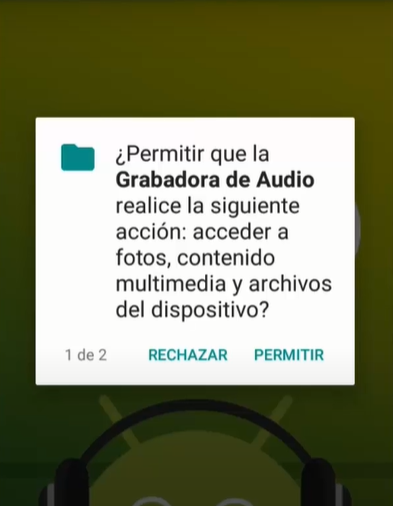 ¿Permitir que la
Grabadora de Audio
realice la siguiente
acción: acceder a
fotos, contenido
multimedia y archivos
del dispositivo?
1 de 2 RECHAZAR PERMITIR